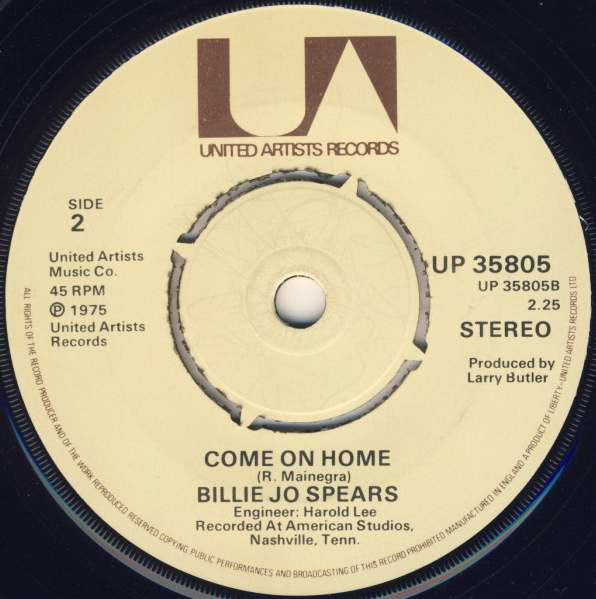 UA
UNITED ARTISTS RECORDS
SIDE
2
United Artists
Music Co.
45 RPM
Ⓟ 1975
United Artists
Records
UP 35805
UP 35805B
2.25
STEREO
Produced by
Larry Butler
COME ON HOME
(R. Mainegra)
BILLIE JO SPEARS
Engineer: Harold Lee
Recorded At American Studios,
Nashville, Tenn.
ALL RIGHTS OF THE RECORD PRODUCER AND OF THE WORK REPRODUCED RESERVED COPYING, PUBLIC PERFORMANCES AND BROADCASTING OF THIS RECORD PROHIBITED MANUFACTURED IN ENGLAND A PRODUCT OF LIBERTY-UNITED ARTISTS RECORDS LTD